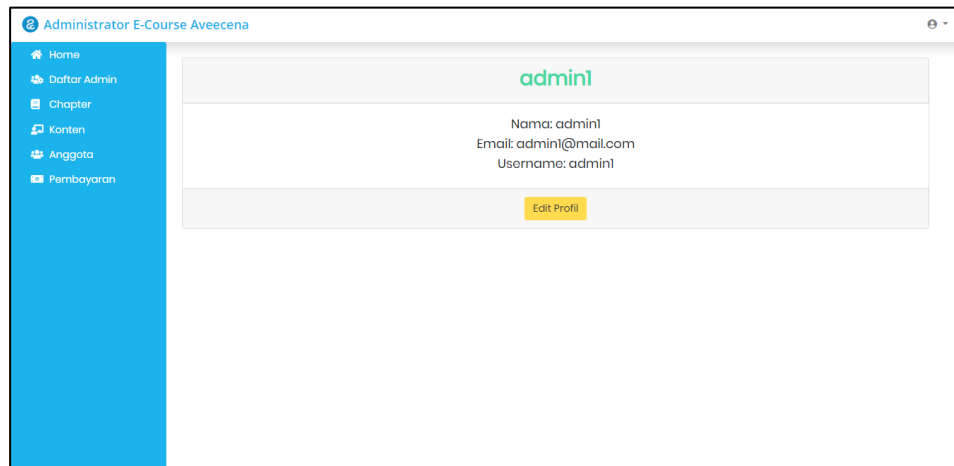 Administrator E-Course Aveecena
Home
Daftar Admin
Chapter
Konten
Anggota
Pembayaran
admin1
Nama: admin1
Email: admin1@mail.com
Username: admin1
Edit Profil